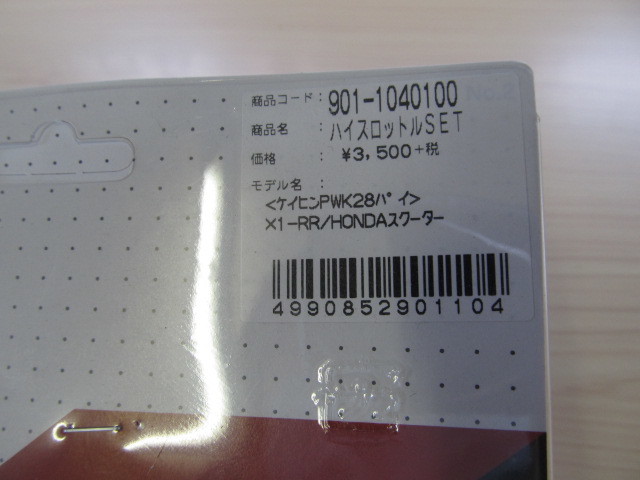 商品コード： 901-1040100
商品名 ： ハイスロットルSET
価格 ： ¥3,500+税
モデル名 ：
<ケイヒンPWK28パイ>
X1-RR/HONDAスクーター
4990852901104
No.2